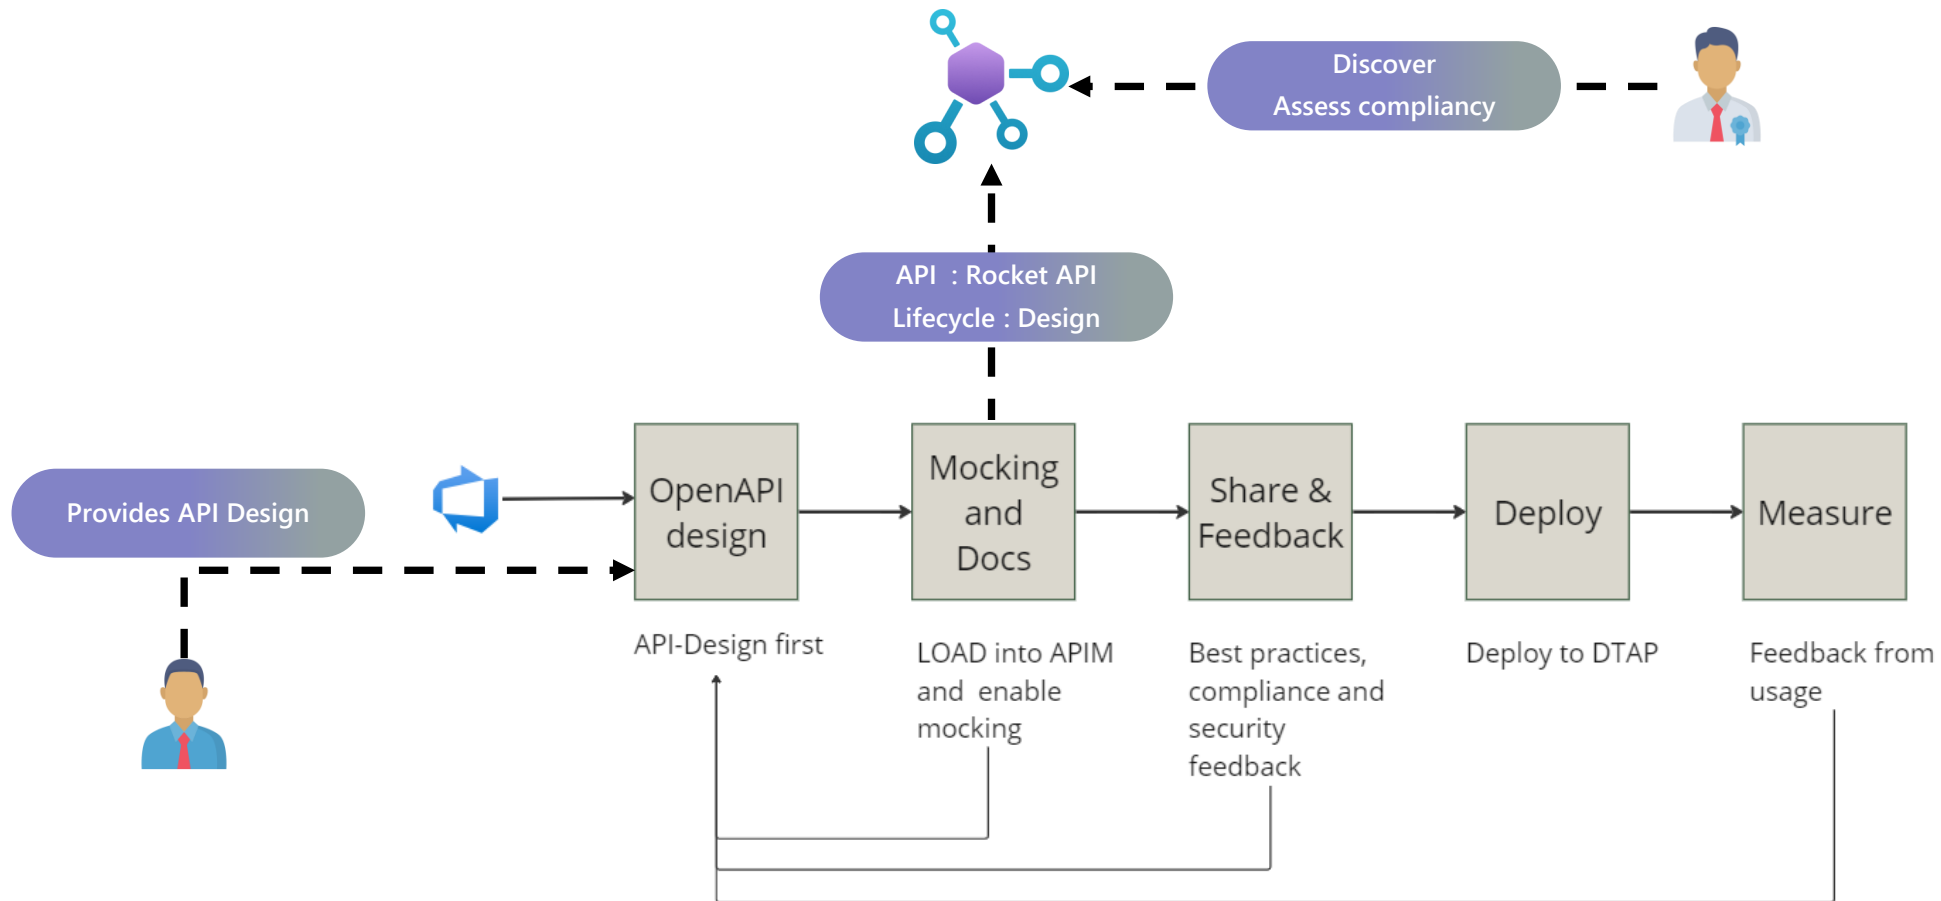 Discover
Assess compliancy
API : Rocket API
Lifecycle : Design
Provides API Design
OpenAPI
design
Mocking
and
Docs
Share &
Feedback
Deploy
Measure
API-Design first
LOAD into APIM
and enable
mocking
Best practices,
compliance and
security
feedback
Deploy to DTAP
Feedback from
usage